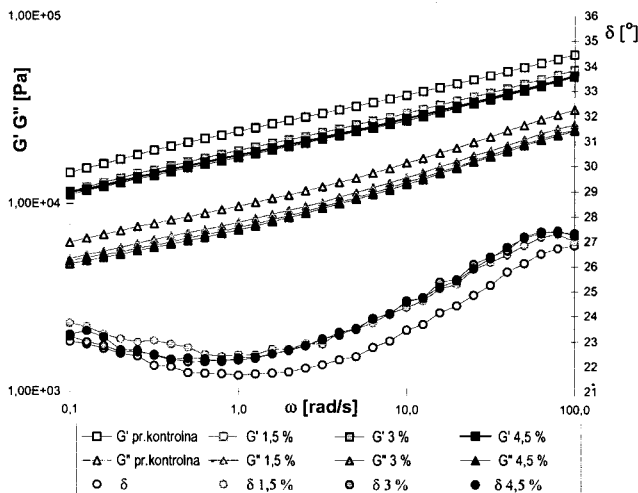 1,00E+05
36
δ [°]
35
34
33
32
31
30
29
28
27
26
25
24
23
22
21
G' G" [Pa]
1,00E+04
1,00E+03
0,1
1,0
ω [rad/s]
10,0
100,0
G' pr.kontrolna
G' 1,5 %
G' 3 %
G' 4,5 %
G" pr.kontrolna
G" 1,5 %
G" 3 %
G" 4,5 %
δ
δ 1,5 %
δ 3 %
δ 4,5 %